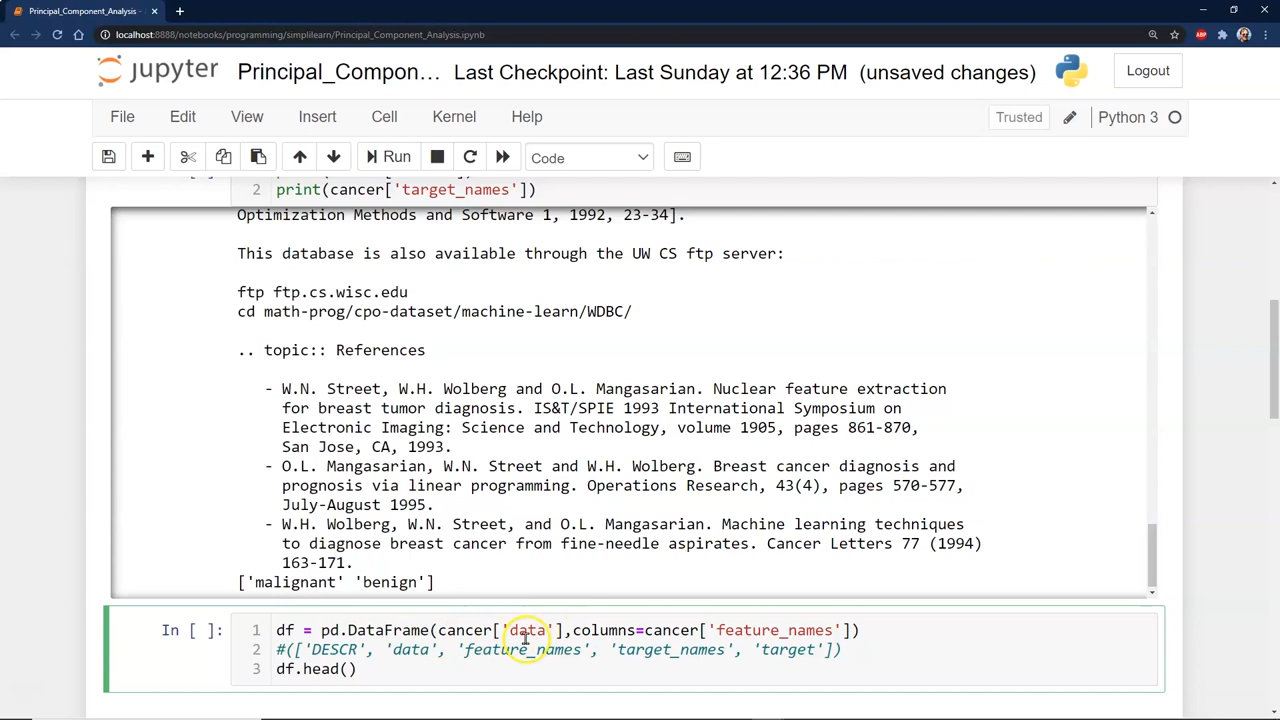 Principal_Component_Analysis -
localhost:8888/notebooks/programming/simplilearn/Principal_Component_Analysis.ipynb
ABP
jupyter Principal_Compon... Last Checkpoint: Last Sunday at 12:36 PM (unsaved changes) Logout
File Edit View Insert Cell Kernel Help Trusted Python 3
Run Code
2 print(cancer['target_names'])
Optimization Methods and Software 1, 1992, 23-34].
This database is also available through the UW CS ftp server:
ftp ftp.cs.wisc.edu
cd math-prog/cpo-dataset/machine-learn/WDBC/
.. topic:: References
- W.N. Street, W.H. Wolberg and O.L. Mangasarian. Nuclear feature extraction
for breast tumor diagnosis. IS&T/SPIE 1993 International Symposium on
Electronic Imaging: Science and Technology, volume 1905, pages 861-870,
San Jose, CA, 1993.
- O.L. Mangasarian, W.N. Street and W.H. Wolberg. Breast cancer diagnosis and
prognosis via linear programming. Operations Research, 43(4), pages 570-577,
July-August 1995.
- W.H. Wolberg, W.N. Street, and O.L. Mangasarian. Machine learning techniques
to diagnose breast cancer from fine-needle aspirates. Cancer Letters 77 (1994)
163-171.
['malignant' 'benign']
In [ ]: 1 df = pd.DataFrame(cancer['data'],columns=cancer['feature_names'])
2 #(['DESCR', 'data', 'feature_names', 'target_names', 'target'])
3 df.head()